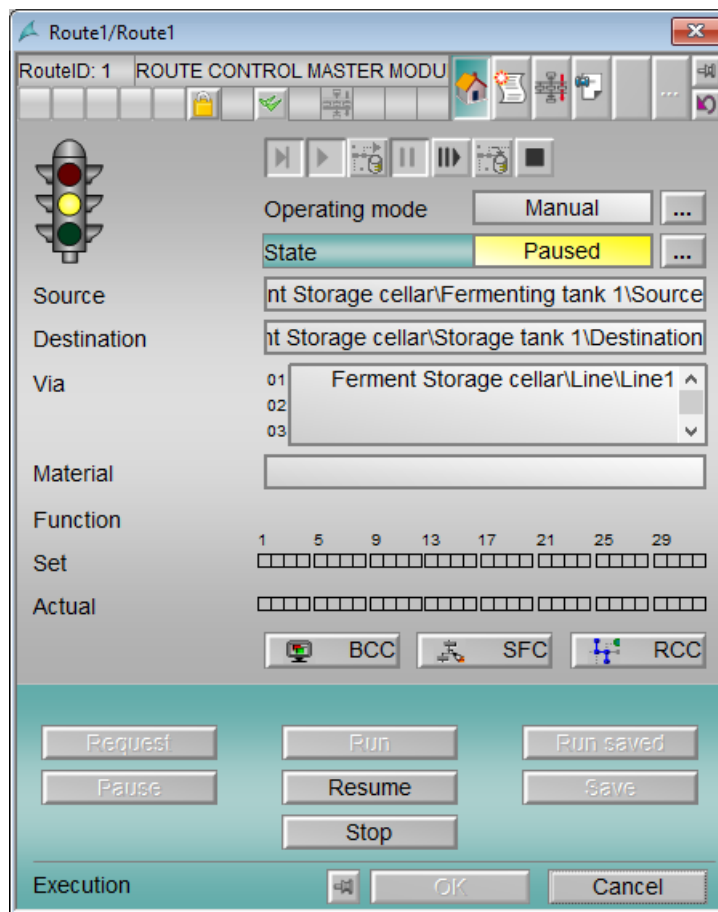 Route1/Route1
RouteID: 1 ROUTE CONTROL MASTER MODU
...
Operating mode Manual ...
State Paused ...
Source nt Storage cellar\Fermenting tank 1\Source
Destination nt Storage cellar\Storage tank 1\Destination
Via 01 Ferment Storage cellar\Line\Line1
02
03
Material
Function
1 5 9 13 17 21 25 29
Set
Actual
BCC SFC RCC
Request Run Run saved
Pause Resume Save
Stop
Execution OK Cancel